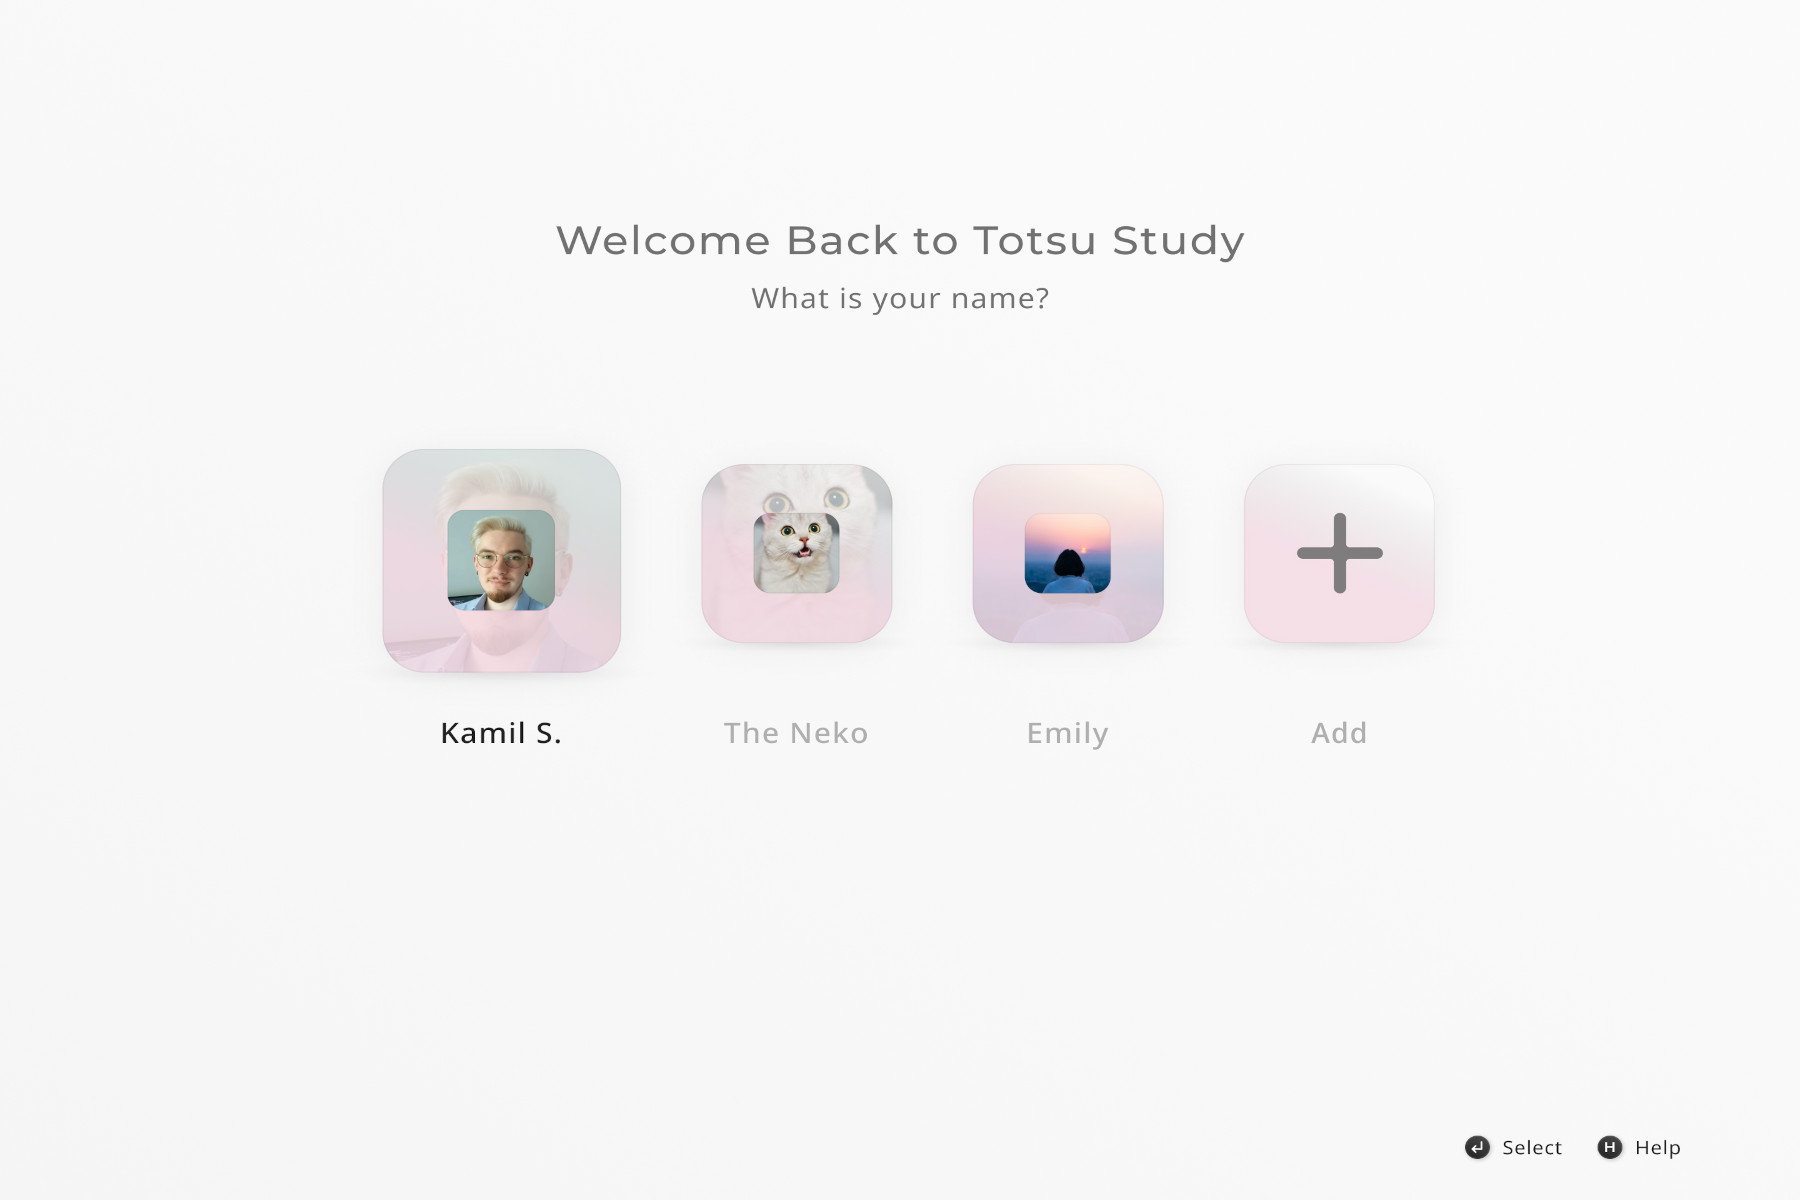 Welcome Back to Totsu Study
What is your name?
Kamil S.
The Neko
Emily
Add
Select
H Help